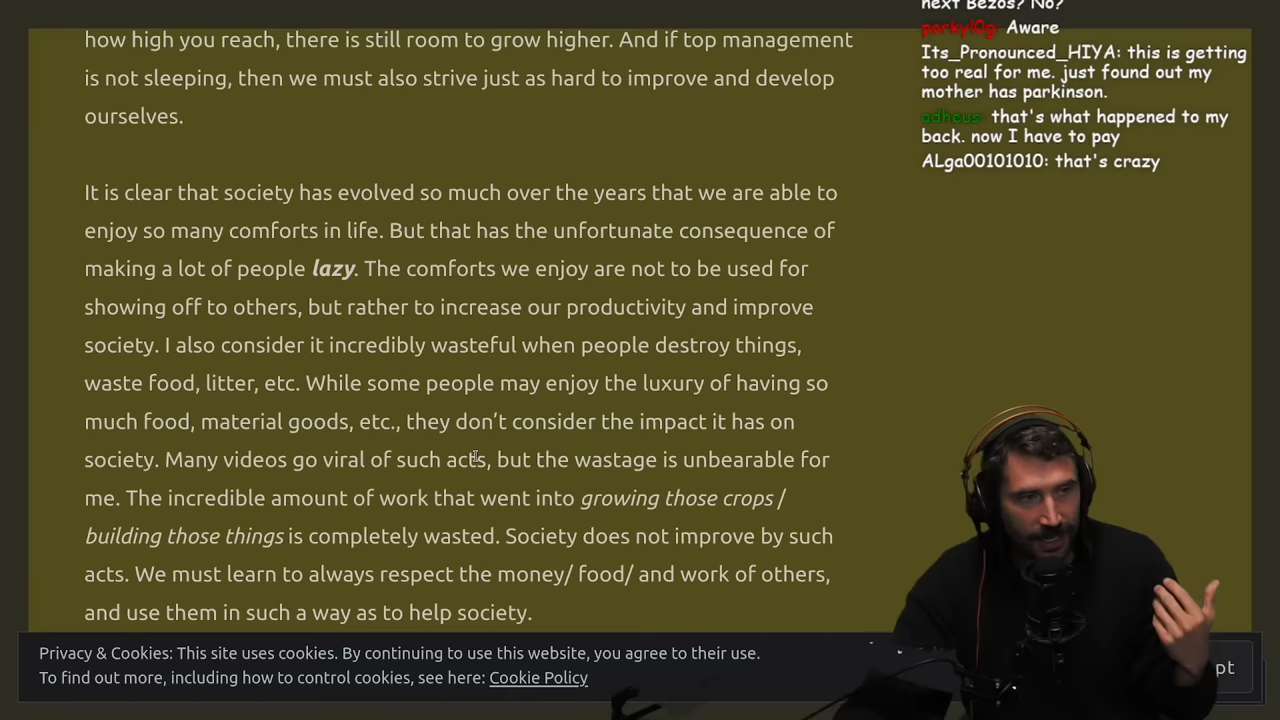 how high you reach, there is still room to grow higher. And if top management
is not sleeping, then we must also strive just as hard to improve and develop
ourselves.
It is clear that society has evolved so much over the years that we are able to
enjoy so many comforts in life. But that has the unfortunate consequence of
making a lot of people lazy. The comforts we enjoy are not to be used for
showing off to others, but rather to increase our productivity and improve
society. I also consider it incredibly wasteful when people destroy things,
waste food, litter, etc. While some people may enjoy the luxury of having so
much food, material goods, etc., they don’t consider the impact it has on
society. Many videos go viral of such acts, but the wastage is unbearable for
me. The incredible amount of work that went into growing those crops /
building those things is completely wasted. Society does not improve by such
acts. We must learn to always respect the money/ food/ and work of others,
and use them in such a way as to help society.
Privacy & Cookies: This site uses cookies. By continuing to use this website, you agree to their use.
To find out more, including how to control cookies, see here: Cookie Policy
pt
next Bezos? No?
porkyl0g: Aware
Its_Pronounced_HIYA: this is getting
too real for me. just found out my
mother has parkinson.
adheus: that's what happened to my
back. now I have to pay
ALga00101010: that's crazy